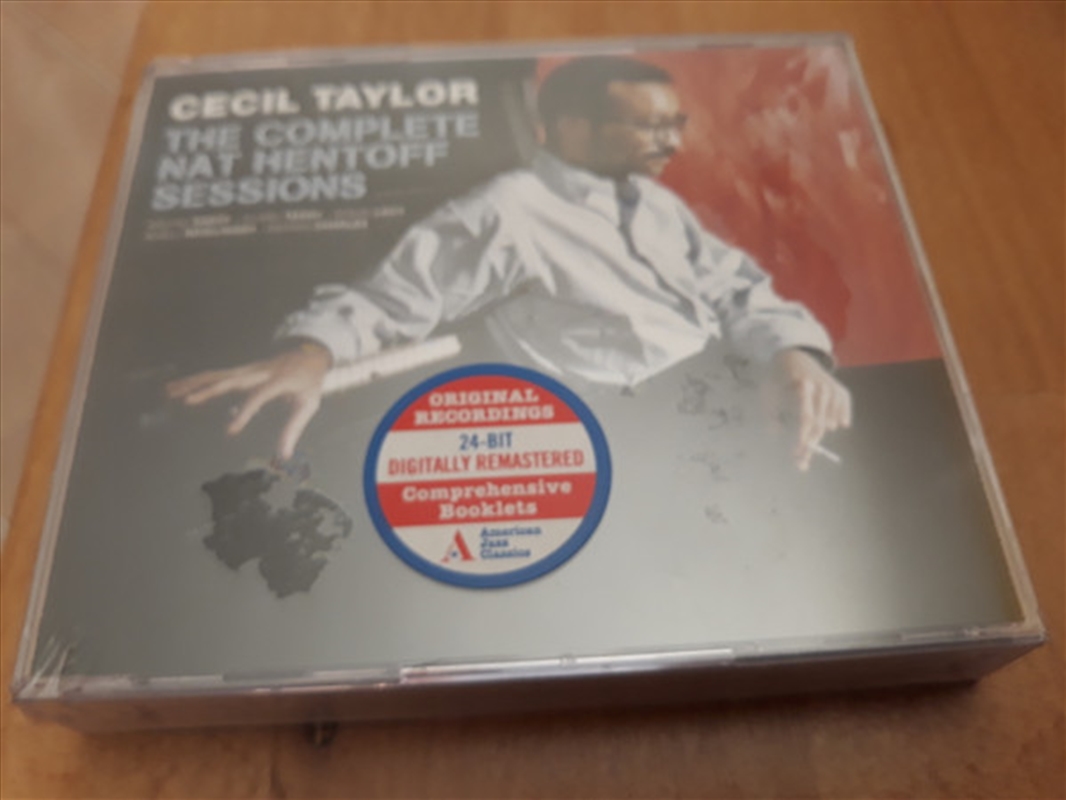 CECIL TAYLOR
THE COMPLETE
NAT HENTOFF
SESSIONS
ORIGINAL
RECORDINGS
24-BIT
DIGITALLY REMASTERED
Comprehensive
Booklets
American
Jazz
Classics